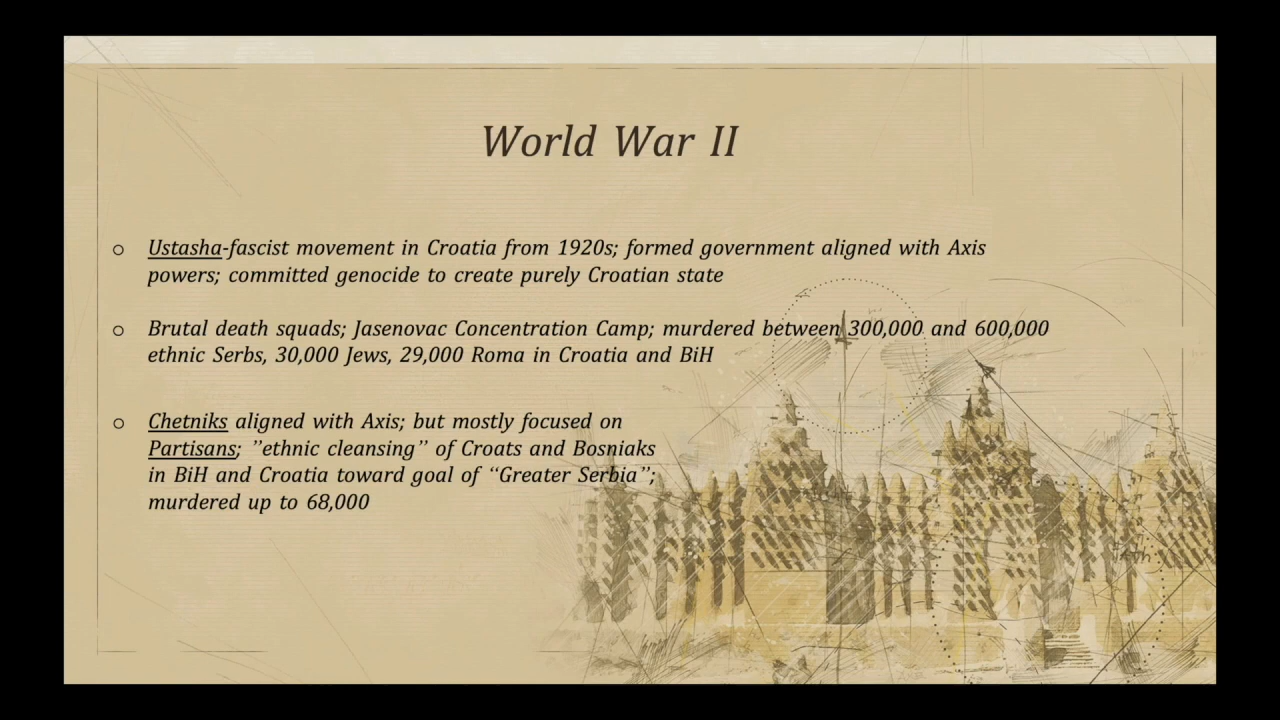 World War II
o Ustasha-fascist movement in Croatia from 1920s; formed government aligned with Axis
powers; committed genocide to create purely Croatian state
o Brutal death squads; Jasenovac Concentration Camp; murdered between 300,000 and 600,000
ethnic Serbs, 30,000 Jews, 29,000 Roma in Croatia and BiH
o Chetniks aligned with Axis; but mostly focused on
Partisans; ”ethnic cleansing” of Croats and Bosniaks
in BiH and Croatia toward goal of “Greater Serbia”;
murdered up to 68,000